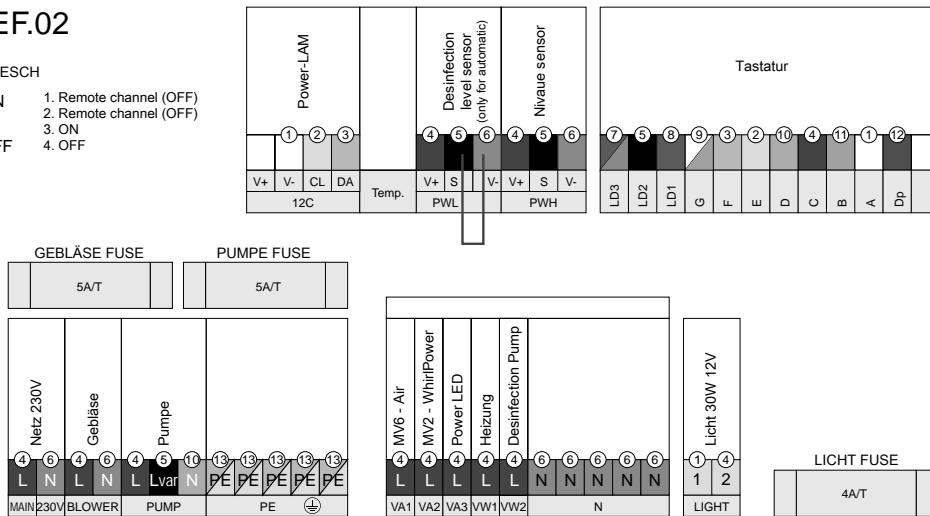 EF.02
ESCH
N
FF
1. Remote channel (OFF)
2. Remote channel (OFF)
3. ON
4. OFF
Power-LAM
Desinfection
level sensor
(only for automatic)
Nivaue sensor
Tastatur
1 2 3 4 5 6 4 5 6 7 5 8 9 3 2 10 4 11 1 12
V+ V- CL DA Temp. V+ S V- V+ S V- LD3 LD2 LD1 G F E D C B A Dp
12C PWL PWH
GEBLÄSE FUSE
5A/T
PUMPE FUSE
5A/T
Netz 230V
Gebläse
Pumpe
4 6 4 6 4 5 10 13 13 13 13 13
L N L N L Lvar N PE PE PE PE PE
MAIN 230V BLOWER PUMP PE
MV6 - Air
MV2 - WhirlPower
Power LED
Heizung
Desinfection Pump
4 4 4 4 4 6 6 6 6 6
L L L L L N N N N N
VA1 VA2 VA3 VW1 VW2 N
Licht 30W 12V
1 4
1 2
LIGHT
LICHT FUSE
4A/T